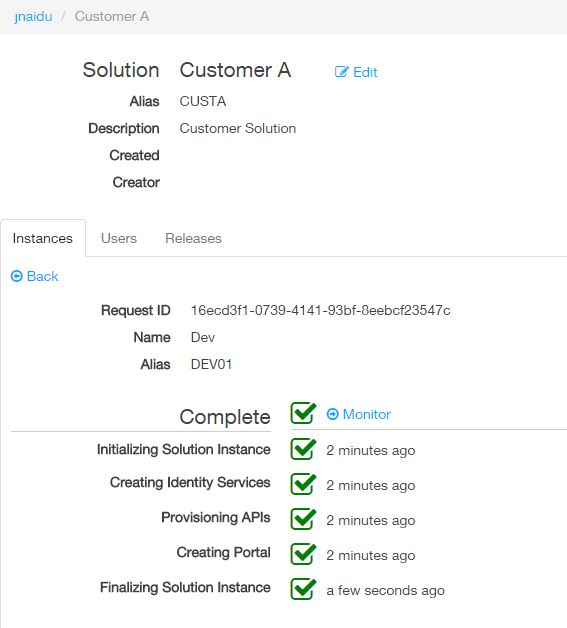 jnaidu / Customer A
Solution Customer A Edit
Alias CUSTA
Description Customer Solution
Created
Creator
Instances Users Releases
Back
Request ID 16ecd3f1-0739-4141-93bf-8eebcf23547c
Name Dev
Alias DEV01
Complete Monitor
Initializing Solution Instance 2 minutes ago
Creating Identity Services 2 minutes ago
Provisioning APIs 2 minutes ago
Creating Portal 2 minutes ago
Finalizing Solution Instance a few seconds ago